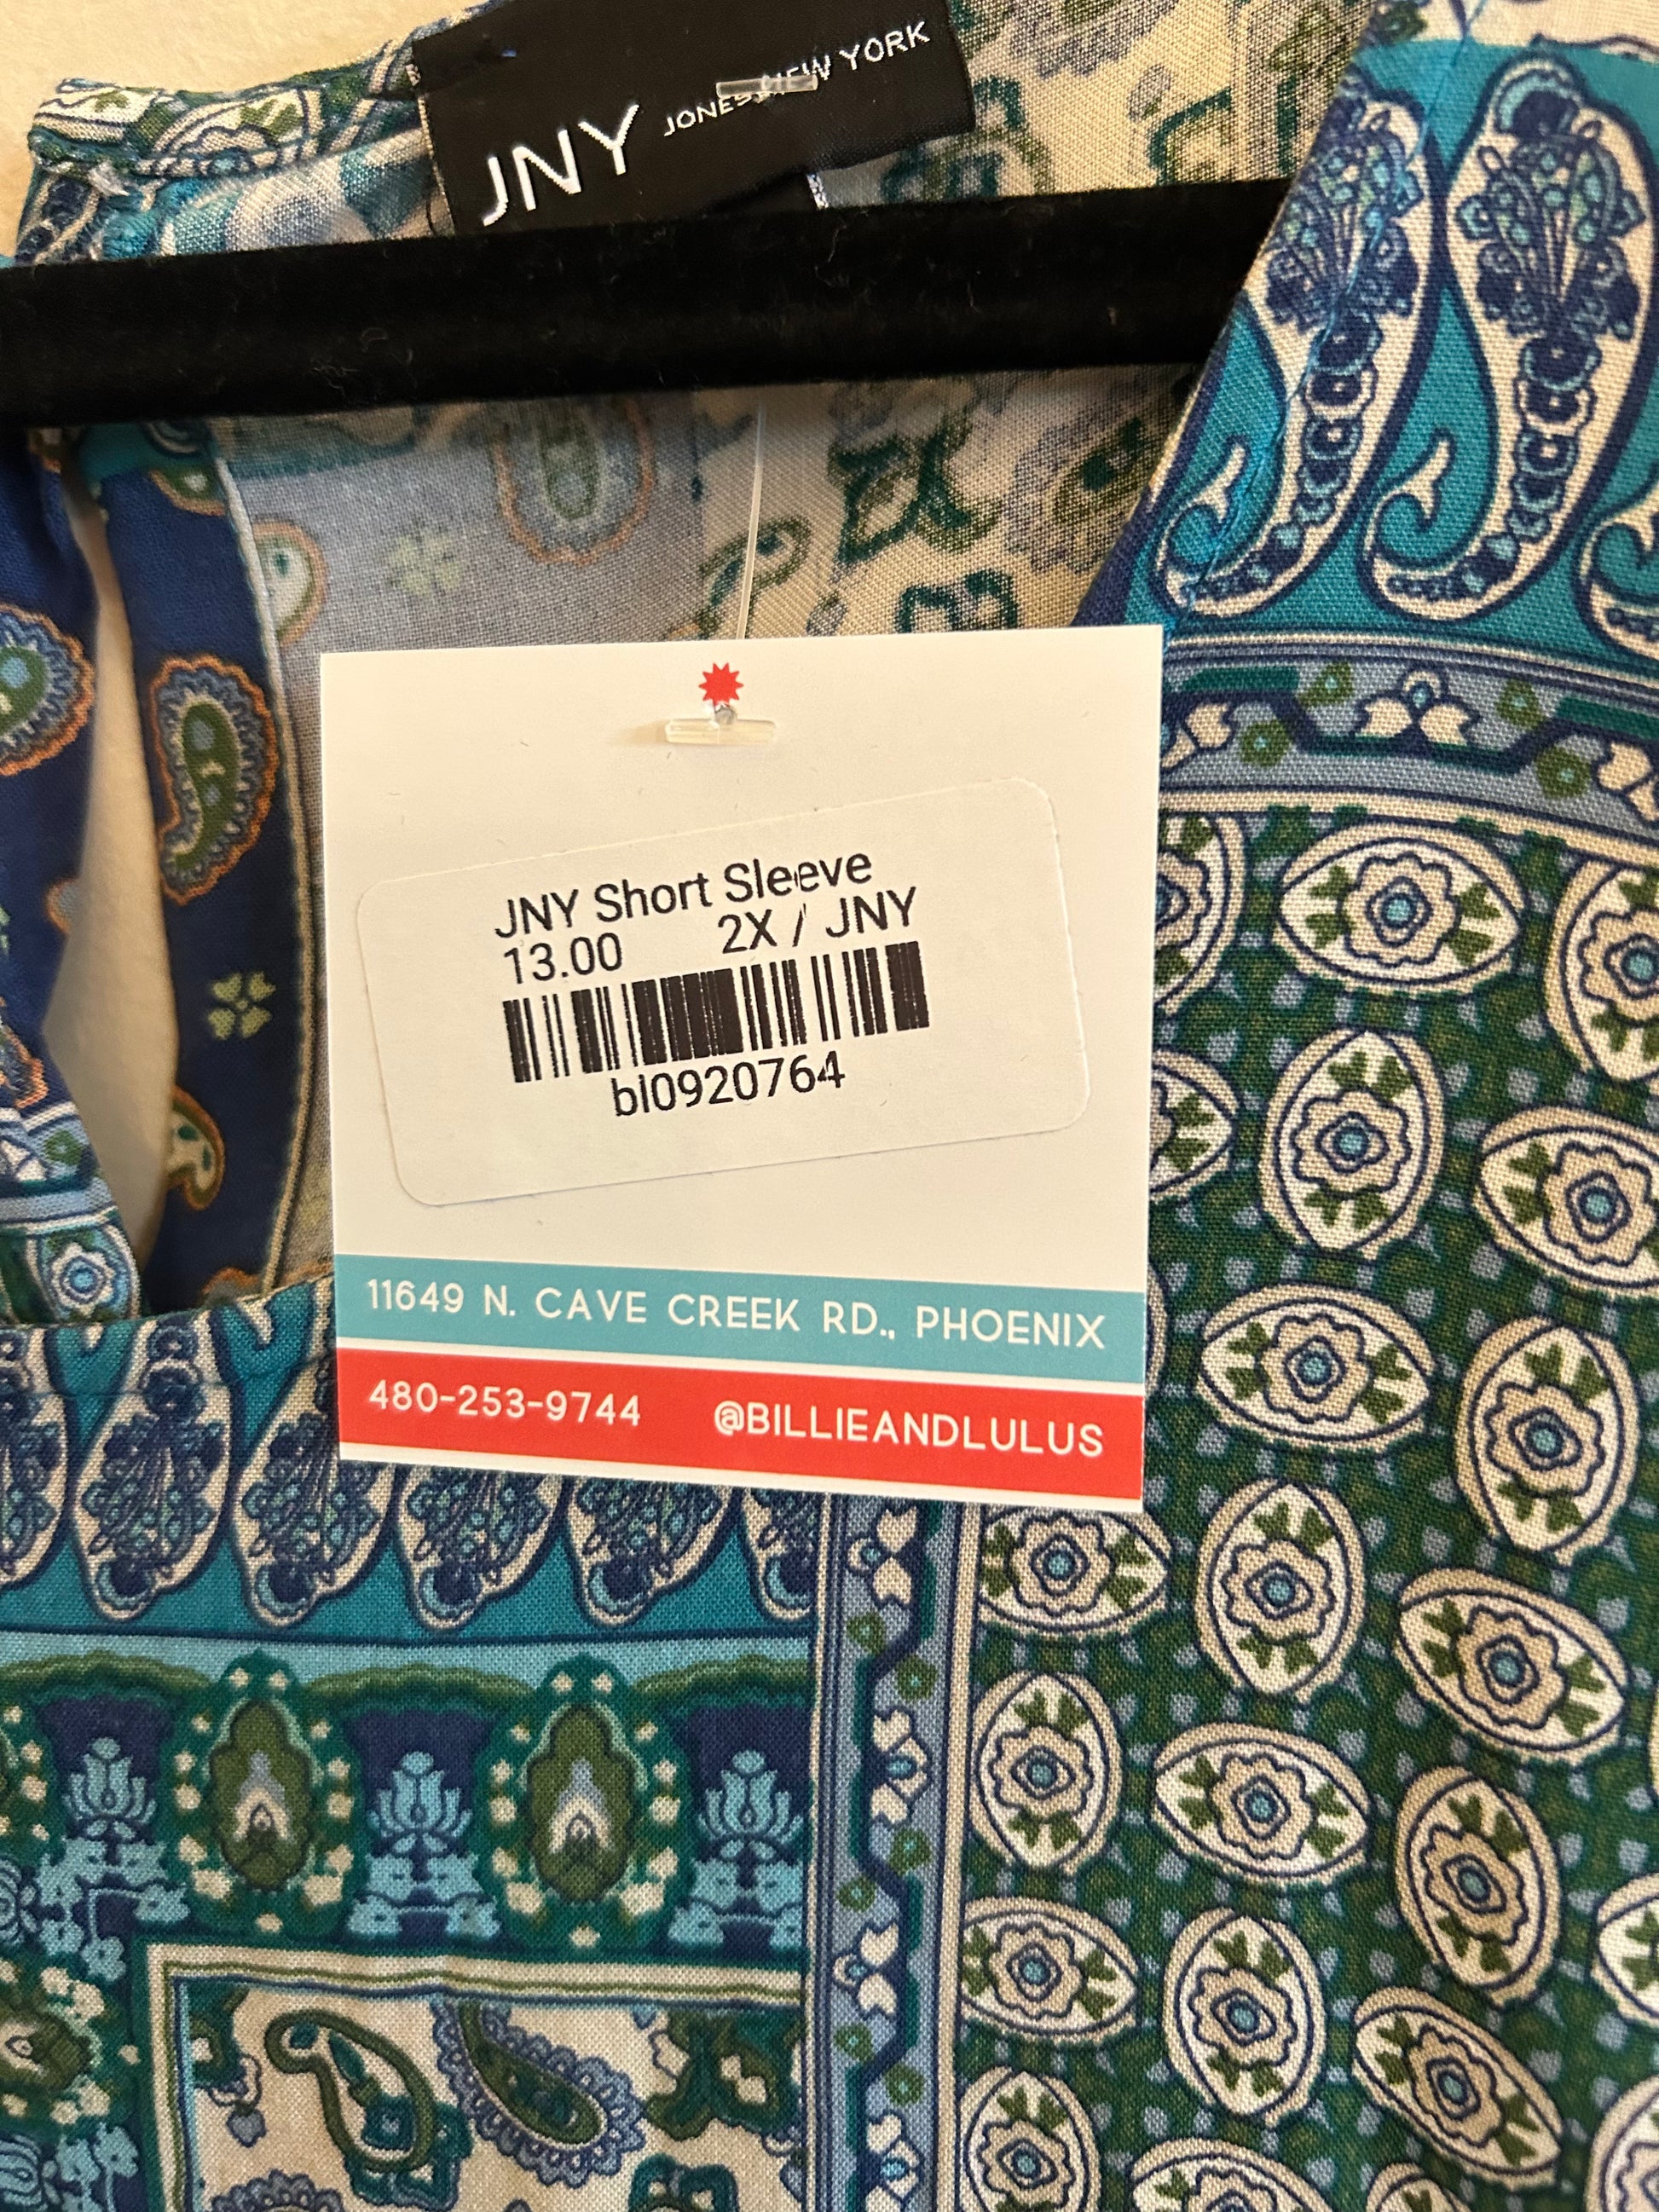 JNY JONES NEW YORK
JNY Short Sleeve
13.00 2X / JNY
bl0920764
11649 N. CAVE CREEK RD., PHOENIX
480-253-9744 @BILLIEANDLULUS